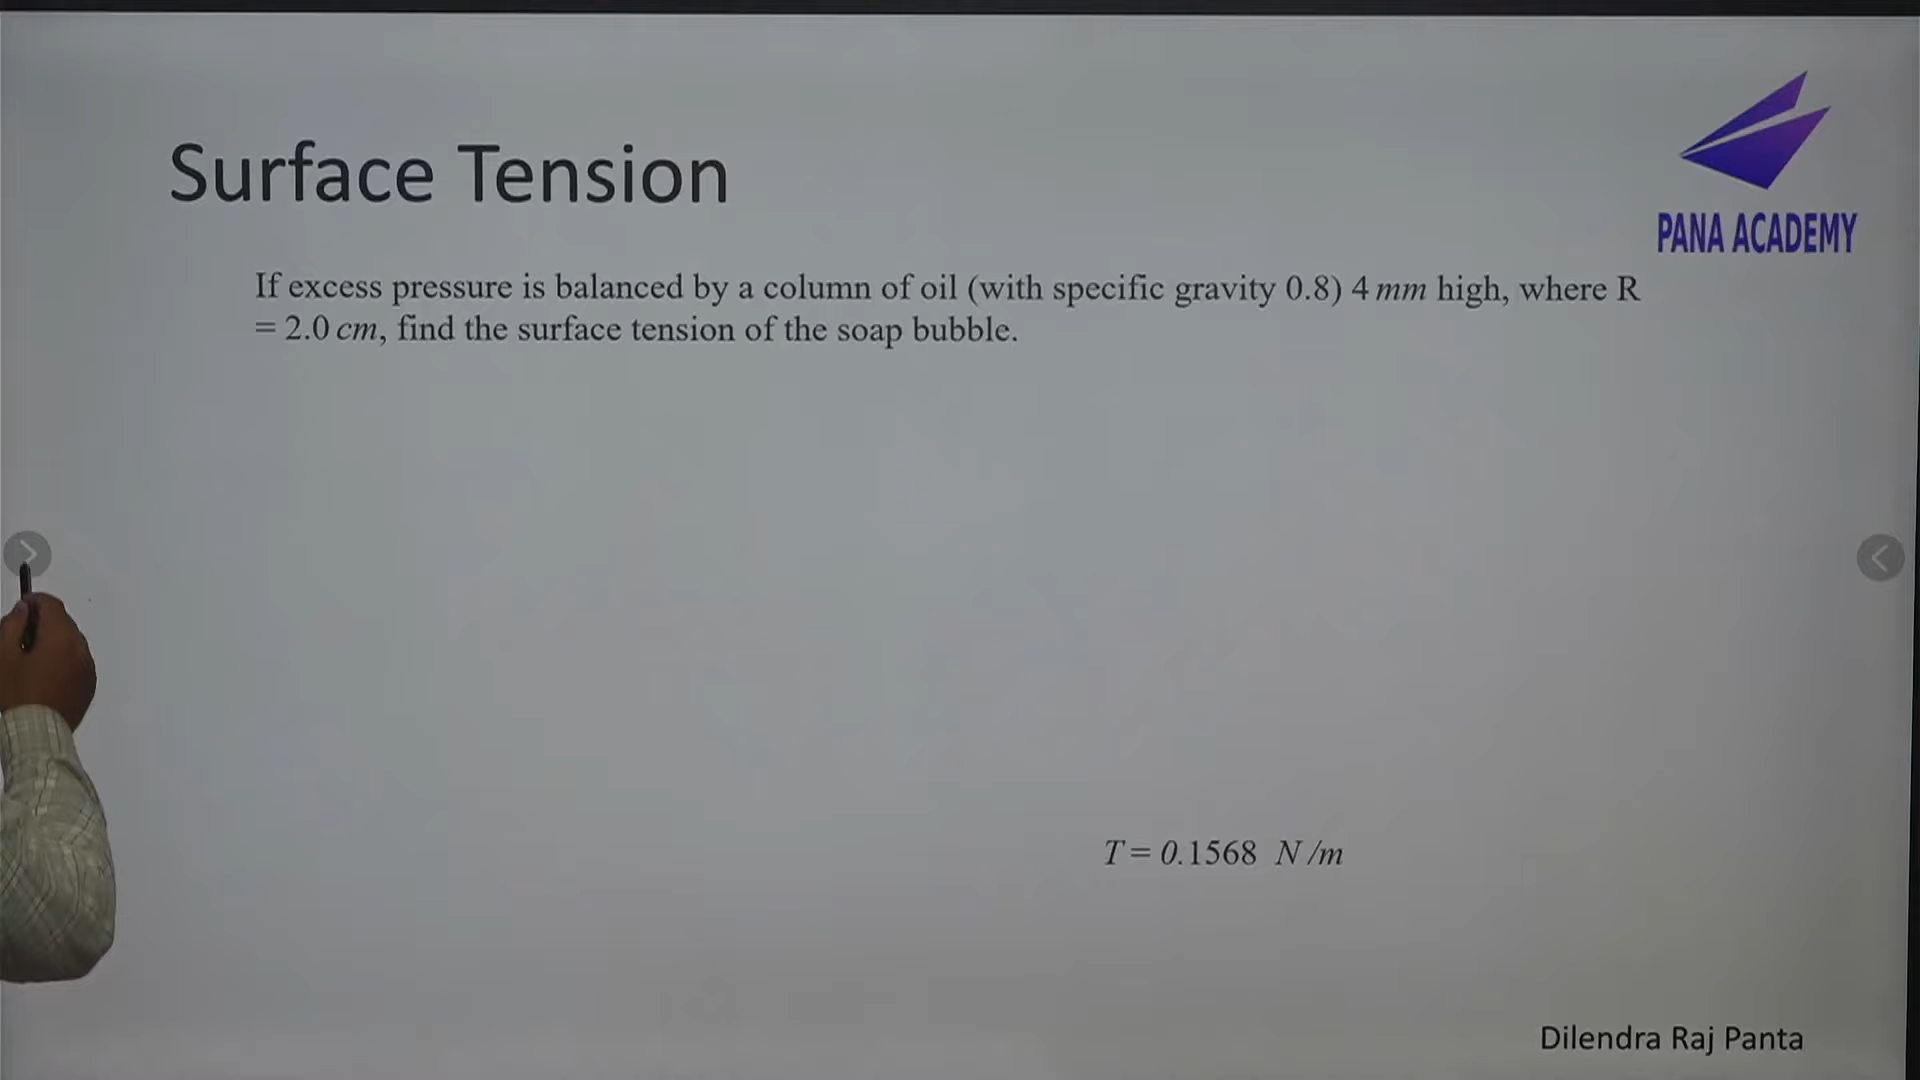 Surface Tension
PANA ACADEMY
If excess pressure is balanced by a column of oil (with specific gravity 0.8) 4 mm high, where R
= 2.0 cm, find the surface tension of the soap bubble.
T = 0.1568 N/m
Dilendra Raj Panta